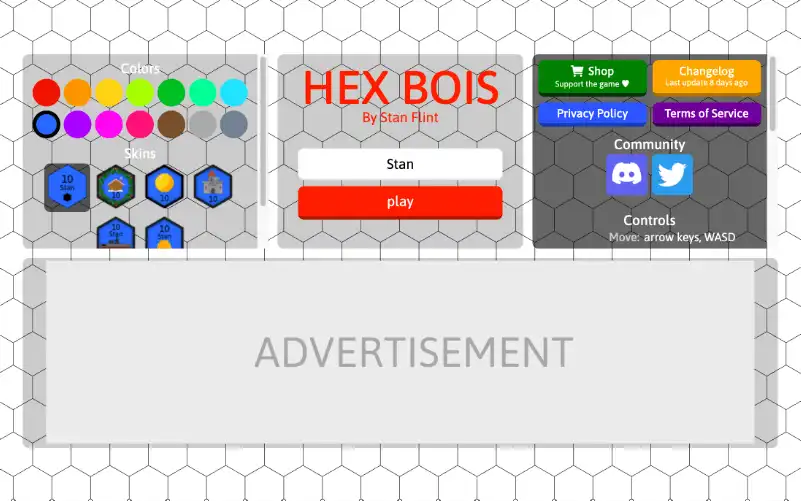 Colors
Skins
10
Stan
10
10
10
10
Stan
10
Stan
HEX BOIS
By Stan Flint
Stan
play
Shop
Support the game ♥
Changelog
Last update 8 days ago
Privacy Policy
Terms of Service
Community
Controls
Move: arrow keys, WASD
ADVERTISEMENT